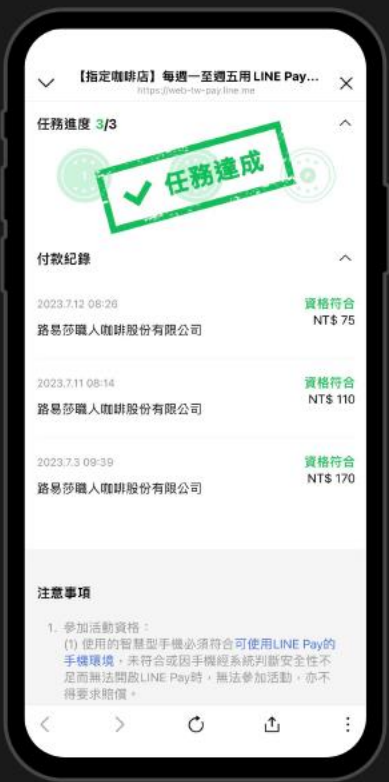 【指定咖啡店】每週一至週五用 LINE Pay...
https://web-tw-pay.line.me
任務進度 3/3
任務達成
付款紀錄
2023.7.12 08:26
資格符合
路易莎職人咖啡股份有限公司
NT$ 75
2023.7.11 08:14
資格符合
路易莎職人咖啡股份有限公司
NT$ 110
2023.7.3 09:39
資格符合
路易莎職人咖啡股份有限公司
NT$ 170
注意事項
1. 參加活動資格：
(1) 使用的智慧型手機必須符合可使用LINE Pay的
手機環境，未符合或因手機經系統判斷安全性不
足而無法開啟LINE Pay時，無法參加活動，亦不
得要求賠償。